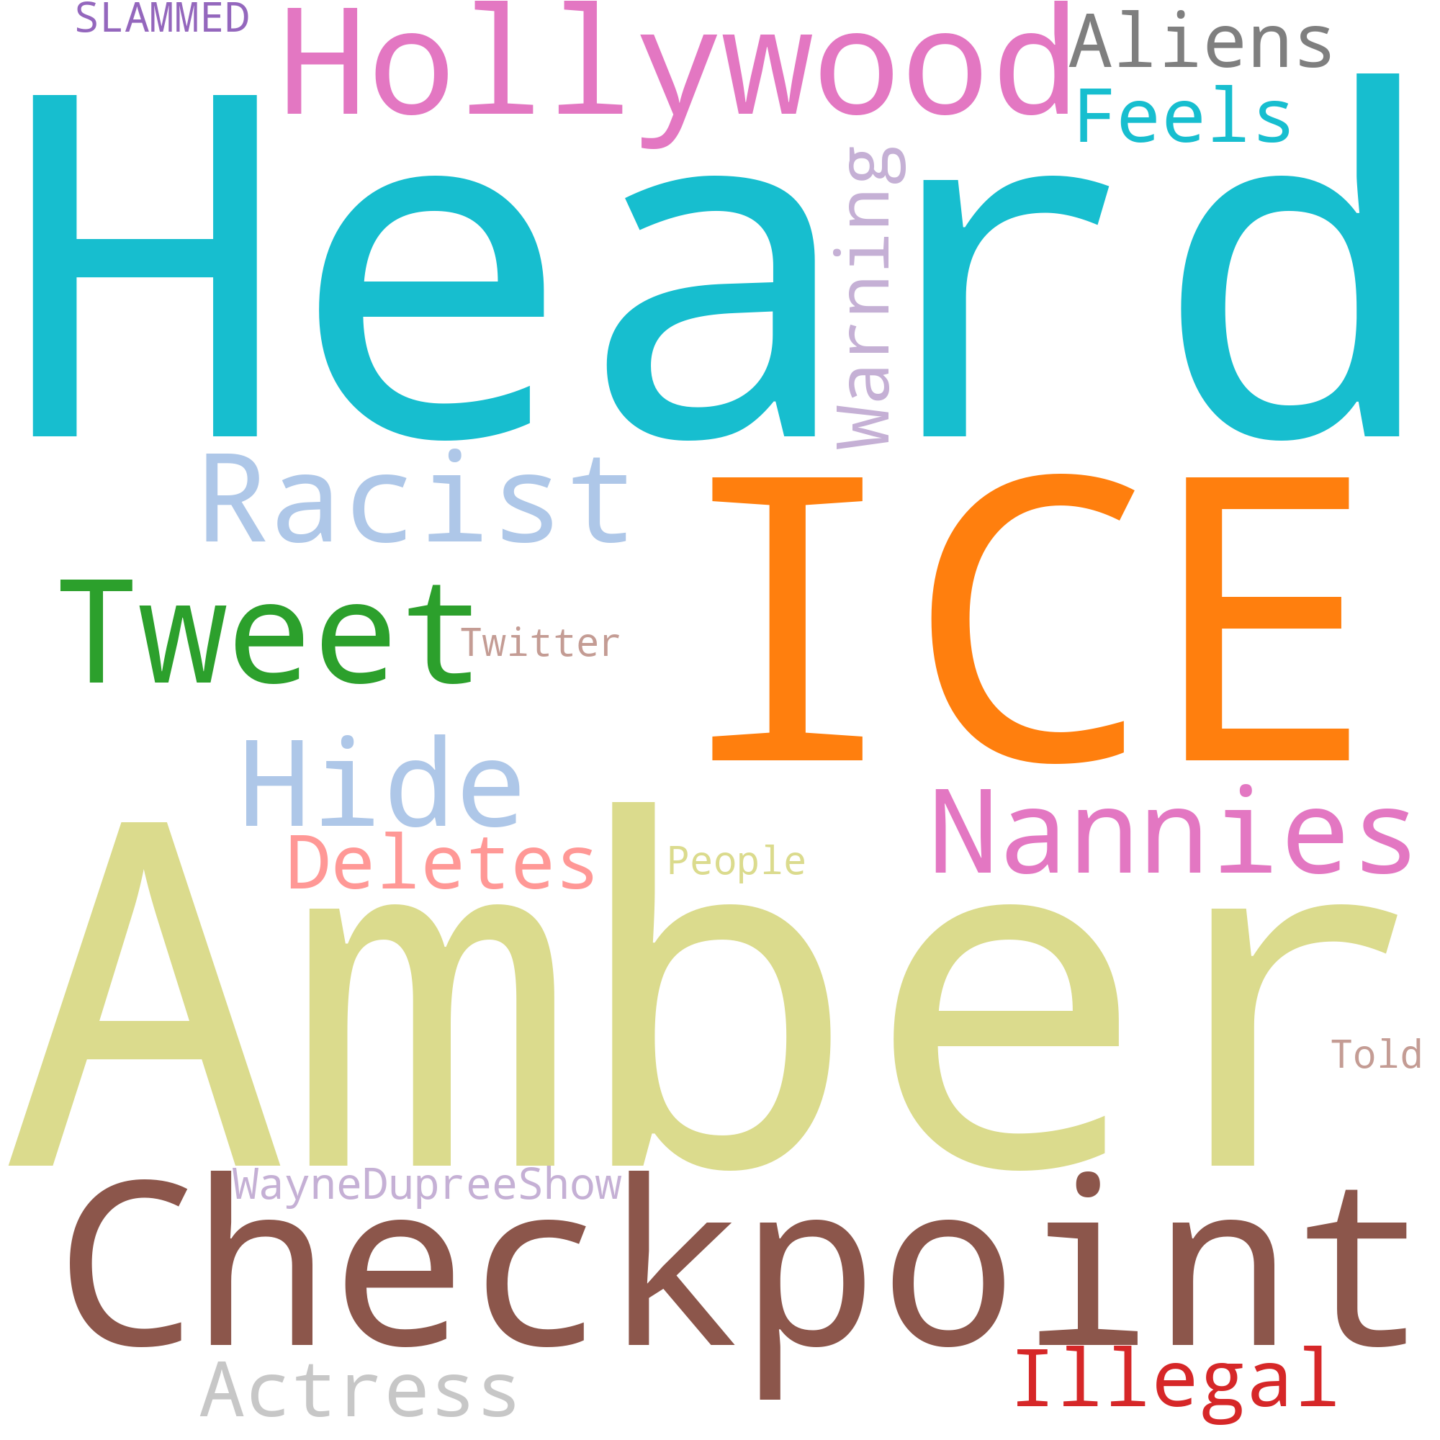 SLAMMED
Hollywood
Aliens
Feels
Heard
Warning
Racist
ICE
Tweet
Twitter
Hide
Nannies
Deletes
People
Amber
Told
WayneDupreeShow
Checkpoint
Illegal
Actress